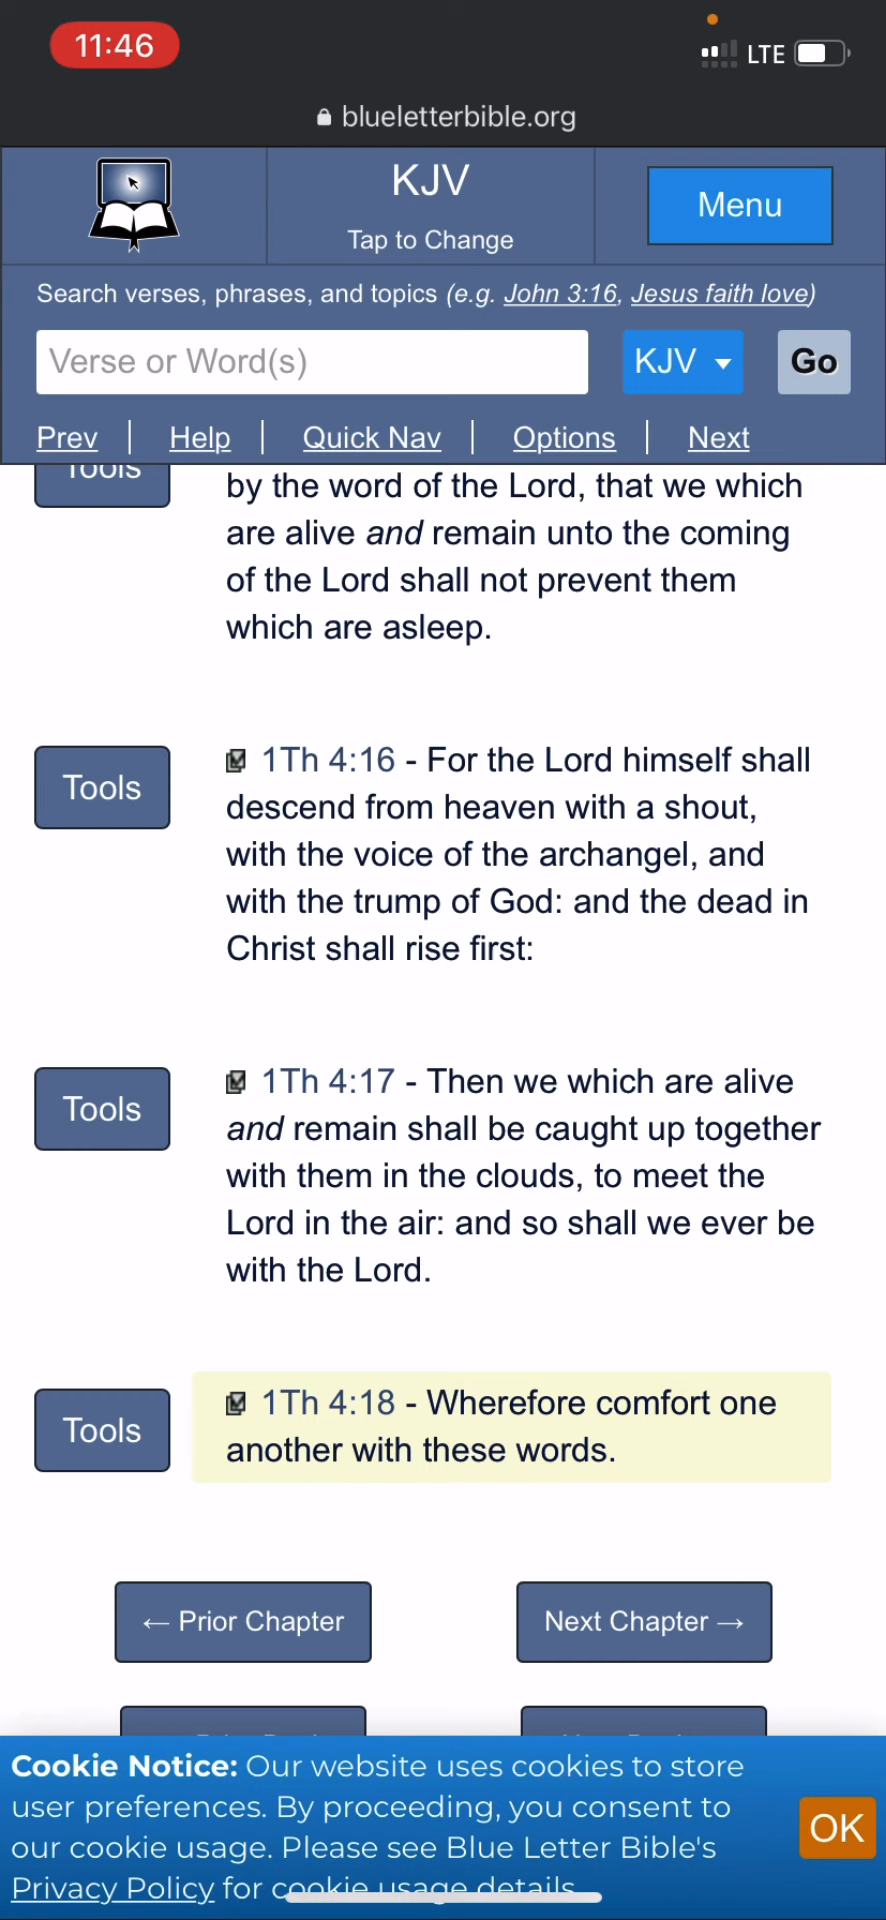 11:46
LTE
blueletterbible.org
KJV
Tap to Change
Menu
Search verses, phrases, and topics (e.g. John 3:16, Jesus faith love)
Verse or Word(s)
KJV
Go
Prev | Help | Quick Nav | Options | Next
Tools
by the word of the Lord, that we which
are alive and remain unto the coming
of the Lord shall not prevent them
which are asleep.
Tools
1Th 4:16 - For the Lord himself shall
descend from heaven with a shout,
with the voice of the archangel, and
with the trump of God: and the dead in
Christ shall rise first:
Tools
1Th 4:17 - Then we which are alive
and remain shall be caught up together
with them in the clouds, to meet the
Lord in the air: and so shall we ever be
with the Lord.
Tools
1Th 4:18 - Wherefore comfort one
another with these words.
← Prior Chapter
Next Chapter →
Cookie Notice: Our website uses cookies to store
user preferences. By proceeding, you consent to
our cookie usage. Please see Blue Letter Bible's
Privacy Policy for cookie usage details.
OK